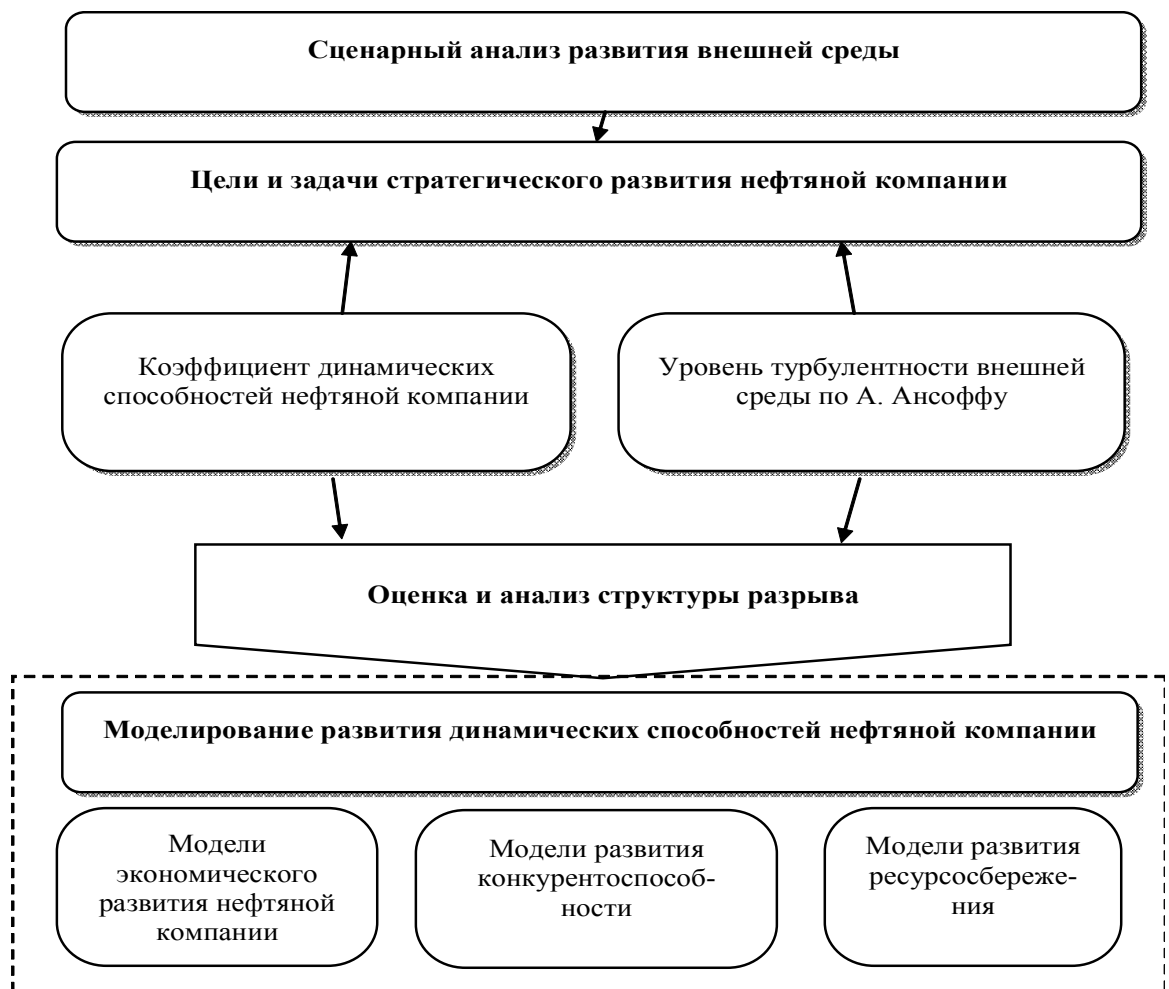 Сценарный анализ развития внешней среды
Цели и задачи стратегического развития нефтяной компании
Коэффициент динамических
способностей нефтяной компании
Уровень турбулентности внешней
среды по А. Ансоффу
Оценка и анализ структуры разрыва
Моделирование развития динамических способностей нефтяной компании
Модели
экономического
развития нефтяной
компании
Модели развития
конкурентоспособ-
ности
Модели развития
ресурсосбереже-
ния